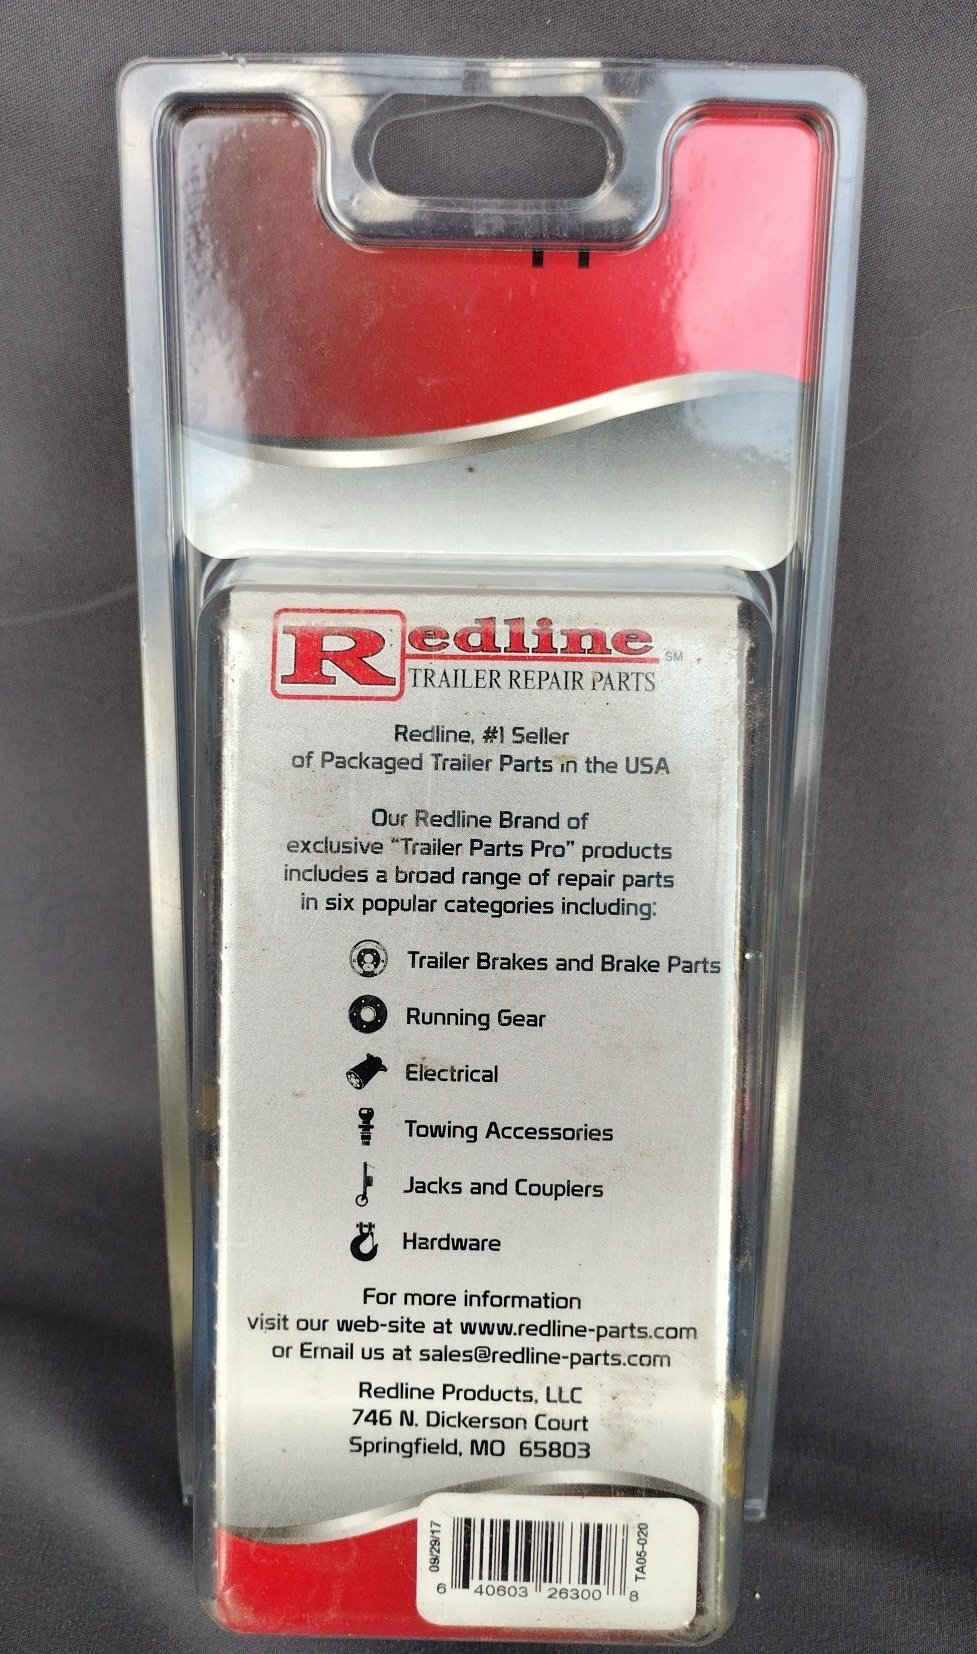 Redline SM
TRAILER REPAIR PARTS
Redline, #1 Seller
of Packaged Trailer Parts in the USA
Our Redline Brand of
exclusive "Trailer Parts Pro" products
includes a broad range of repair parts
in six popular categories including:
Trailer Brakes and Brake Parts
Running Gear
Electrical
Towing Accessories
Jacks and Couplers
Hardware
For more information
visit our web-site at www.redline-parts.com
or Email us at sales@redline-parts.com
Redline Products, LLC
746 N. Dickerson Court
Springfield, MO 65803
09/29/17
6 40603 26300 8
TA05-020